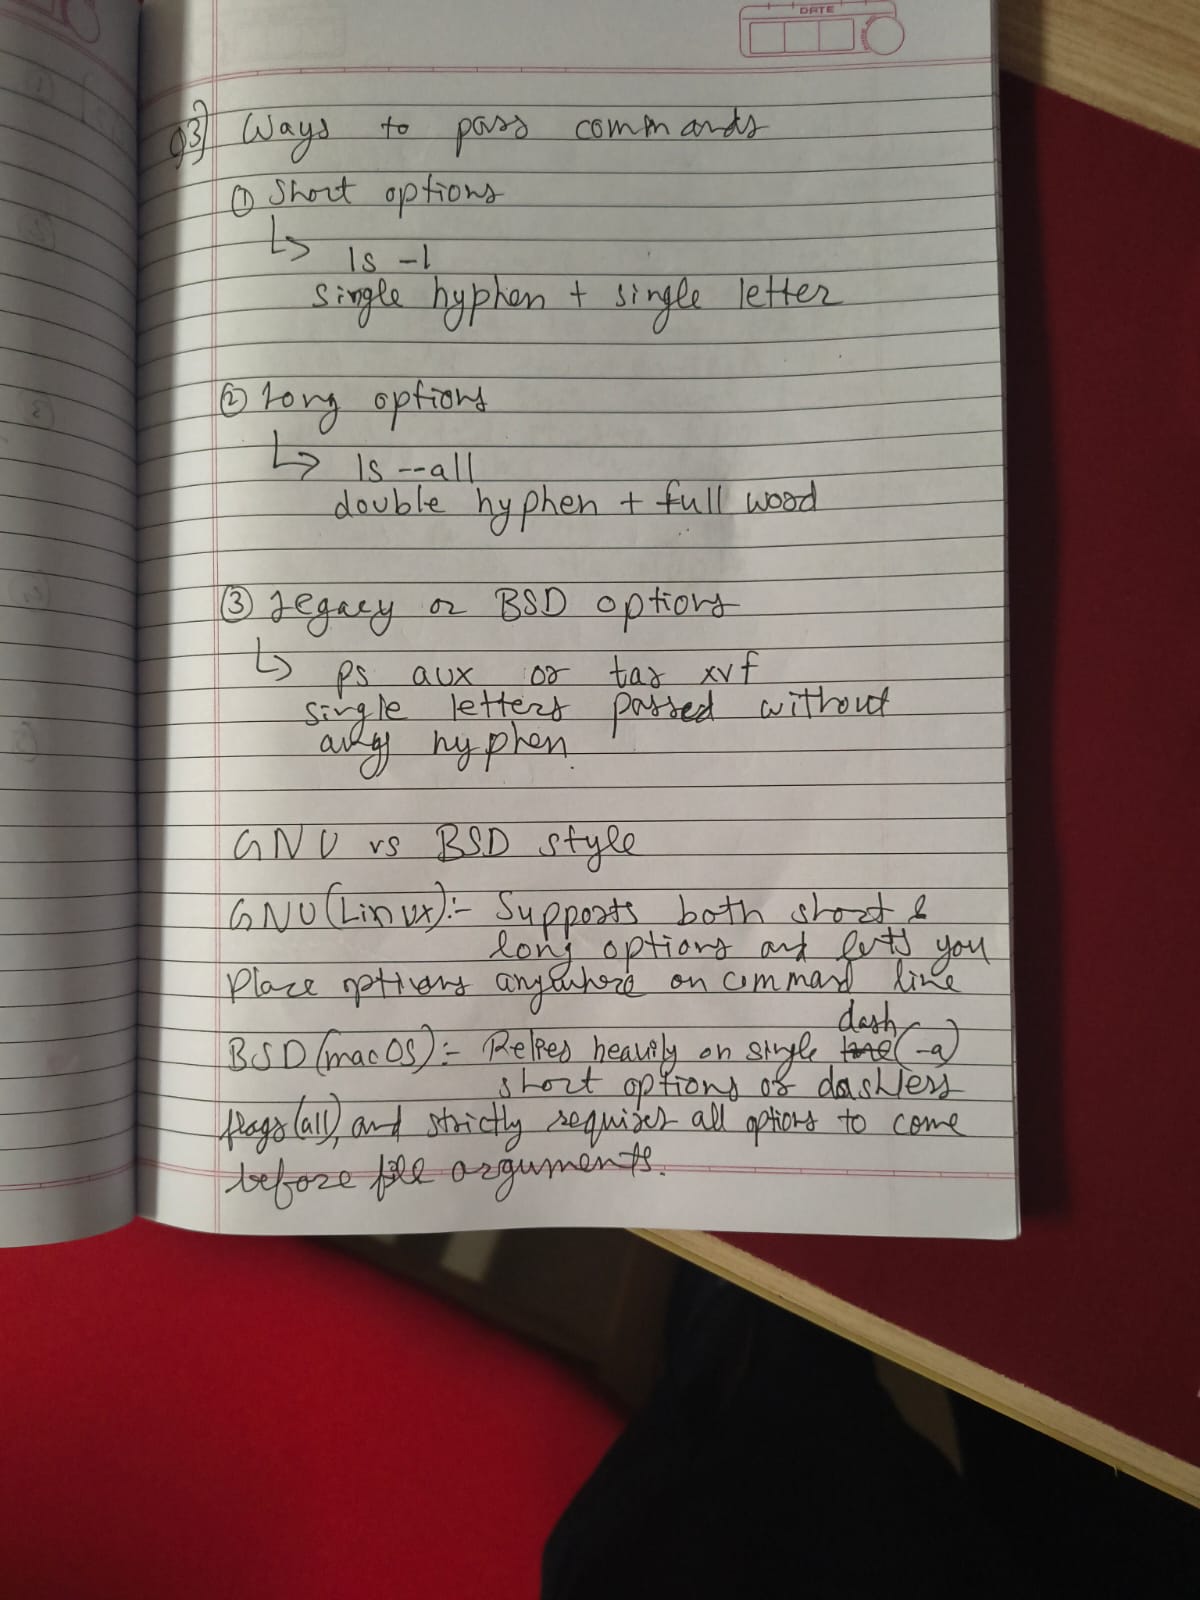 DATE
Q3] Ways to pass commands
① Short options
↳ ls -l
single hyphen + single letter
② Long options
↳ ls --all
double hyphen + full word
③ Legacy or BSD options
↳ ps aux or tar xvf
single letters passed without
any hyphen.
GNU vs BSD style
GNU (Linux):- Supports both short &
long options and lets you
place options anywhere on command line
dash
BSD (macOS):- Relies heavily on single (-a)
short options or dashless
flags (all), and strictly requires all options to come
before file arguments.